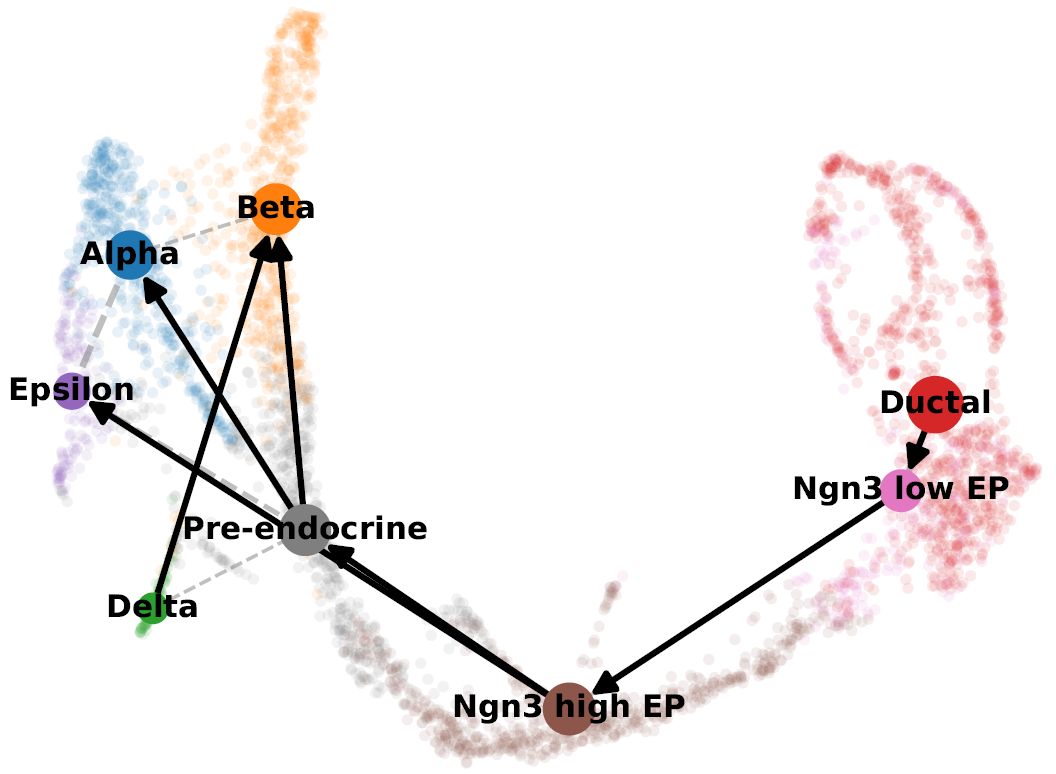 Beta
Alpha
Epsilon
Ductal
Ngn3 low EP
Pre-endocrine
Delta
Ngn3 high EP